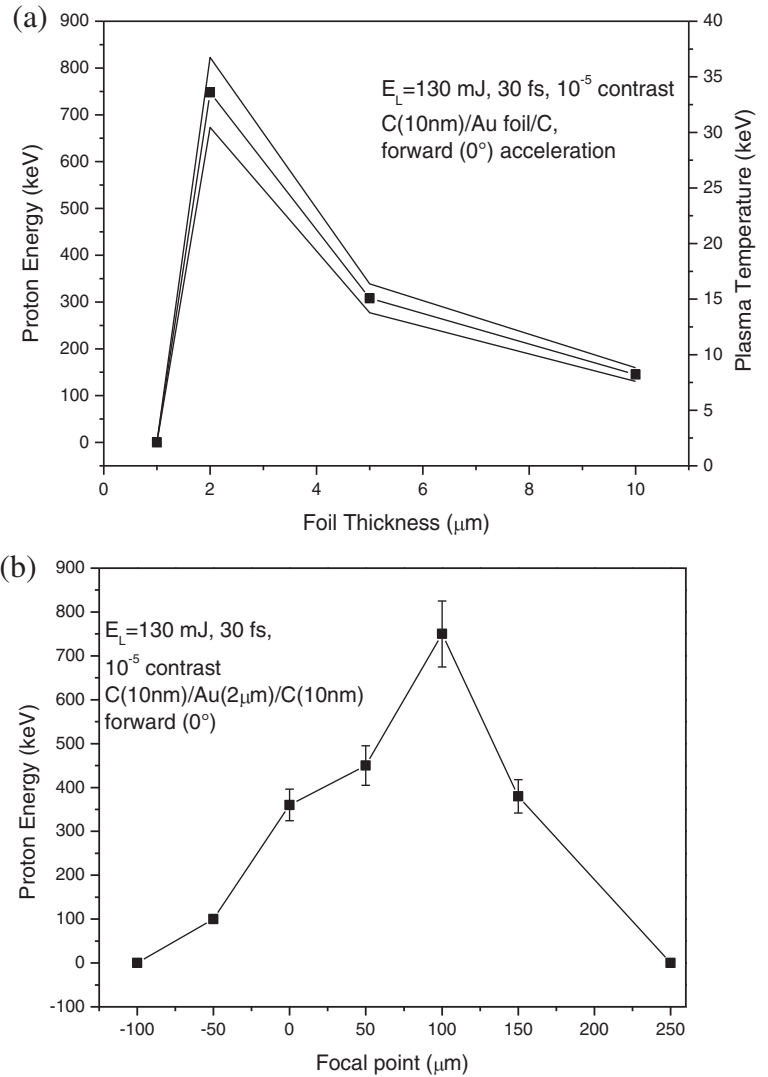 (a)
900
800
700
600
500
400
300
200
100
0
Proton Energy (keV)
40
35
30
25
20
15
10
5
0
Plasma Temperature (keV)
E_L=130 mJ, 30 fs, 10^-5 contrast
C(10nm)/Au foil/C,
forward (0°) acceleration
0 2 4 6 8 10
Foil Thickness (μm)
(b)
900
800
700
600
500
400
300
200
100
0
-100
Proton Energy (keV)
E_L=130 mJ, 30 fs,
10^-5 contrast
C(10nm)/Au(2μm)/C(10nm)
forward (0°)
-100 -50 0 50 100 150 200 250
Focal point (μm)